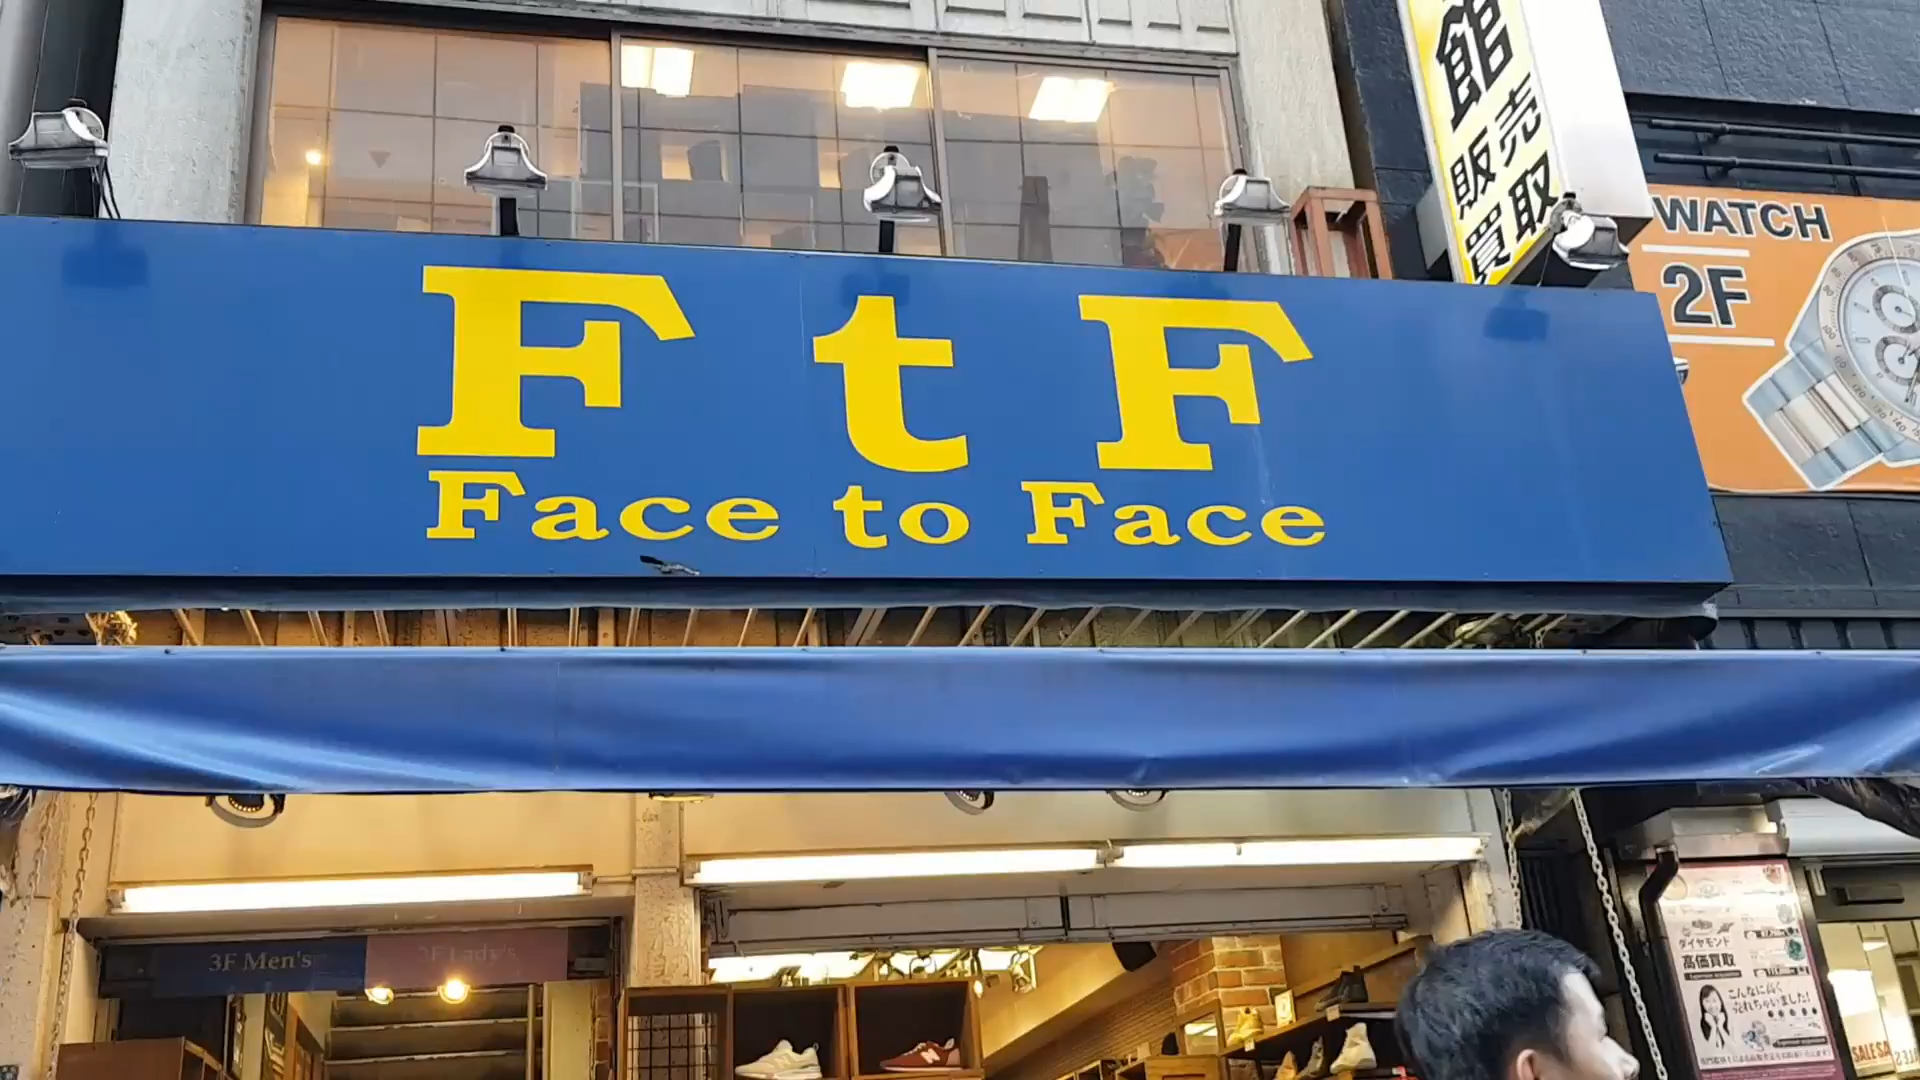 館
販売
買取
WATCH
2F
F t F
Face to Face
3F Men's
2F Lady's
ダイヤモンド
高価買取
こんなに高く
売れちゃいました!
SALE SA